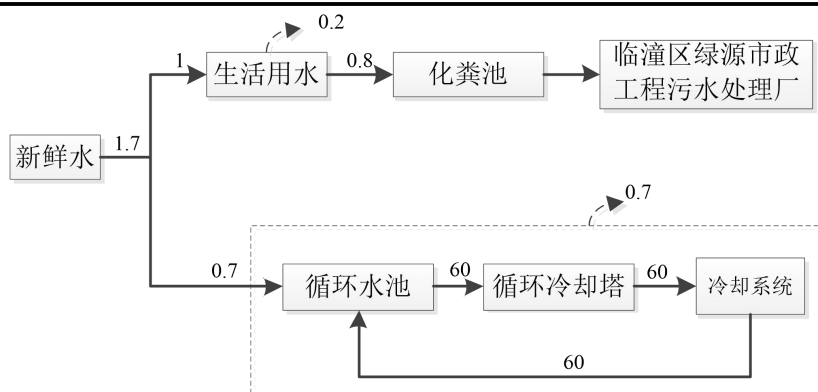 0.2
1
生活用水
0.8
化粪池
临潼区绿源市政
工程污水处理厂
新鲜水
1.7
0.7
0.7
循环水池
60
循环冷却塔
60
冷却系统
60